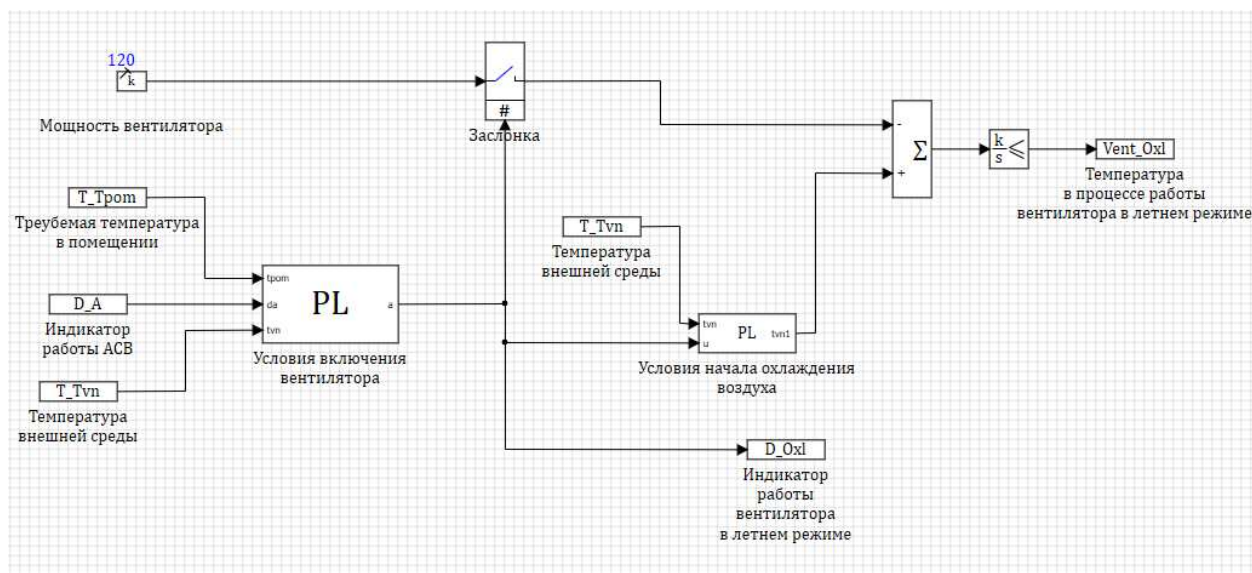 120
k
Мощность вентилятора
#
Заслонка
-
+
Σ
k
s
≤
Vent_Oxl
Температура
в процессе работы
вентилятора в летнем режиме
T_Tpom
Треубемая температура
в помещении
D_A
Индикатор
работы АСВ
T_Tvn
Температура
внешней среды
tpom
da
tvn
PL
a
Условия включения
вентилятора
T_Tvn
Температура
внешней среды
tvn
u
PL
tvn1
Условия начала охлаждения
воздуха
D_Oxl
Индикатор
работы
вентилятора
в летнем режиме